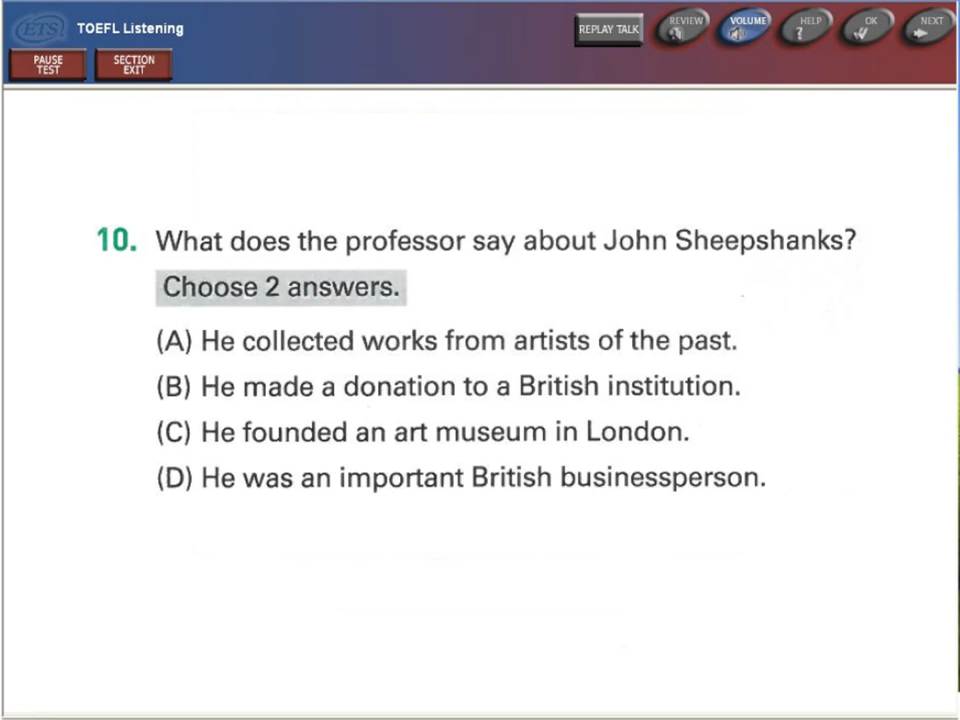 ETS TOEFL Listening
REPLAY TALK
REVIEW
VOLUME
HELP
?
OK
NEXT
PAUSE
TEST
SECTION
EXIT
10. What does the professor say about John Sheepshanks?
Choose 2 answers.
(A) He collected works from artists of the past.
(B) He made a donation to a British institution.
(C) He founded an art museum in London.
(D) He was an important British businessperson.